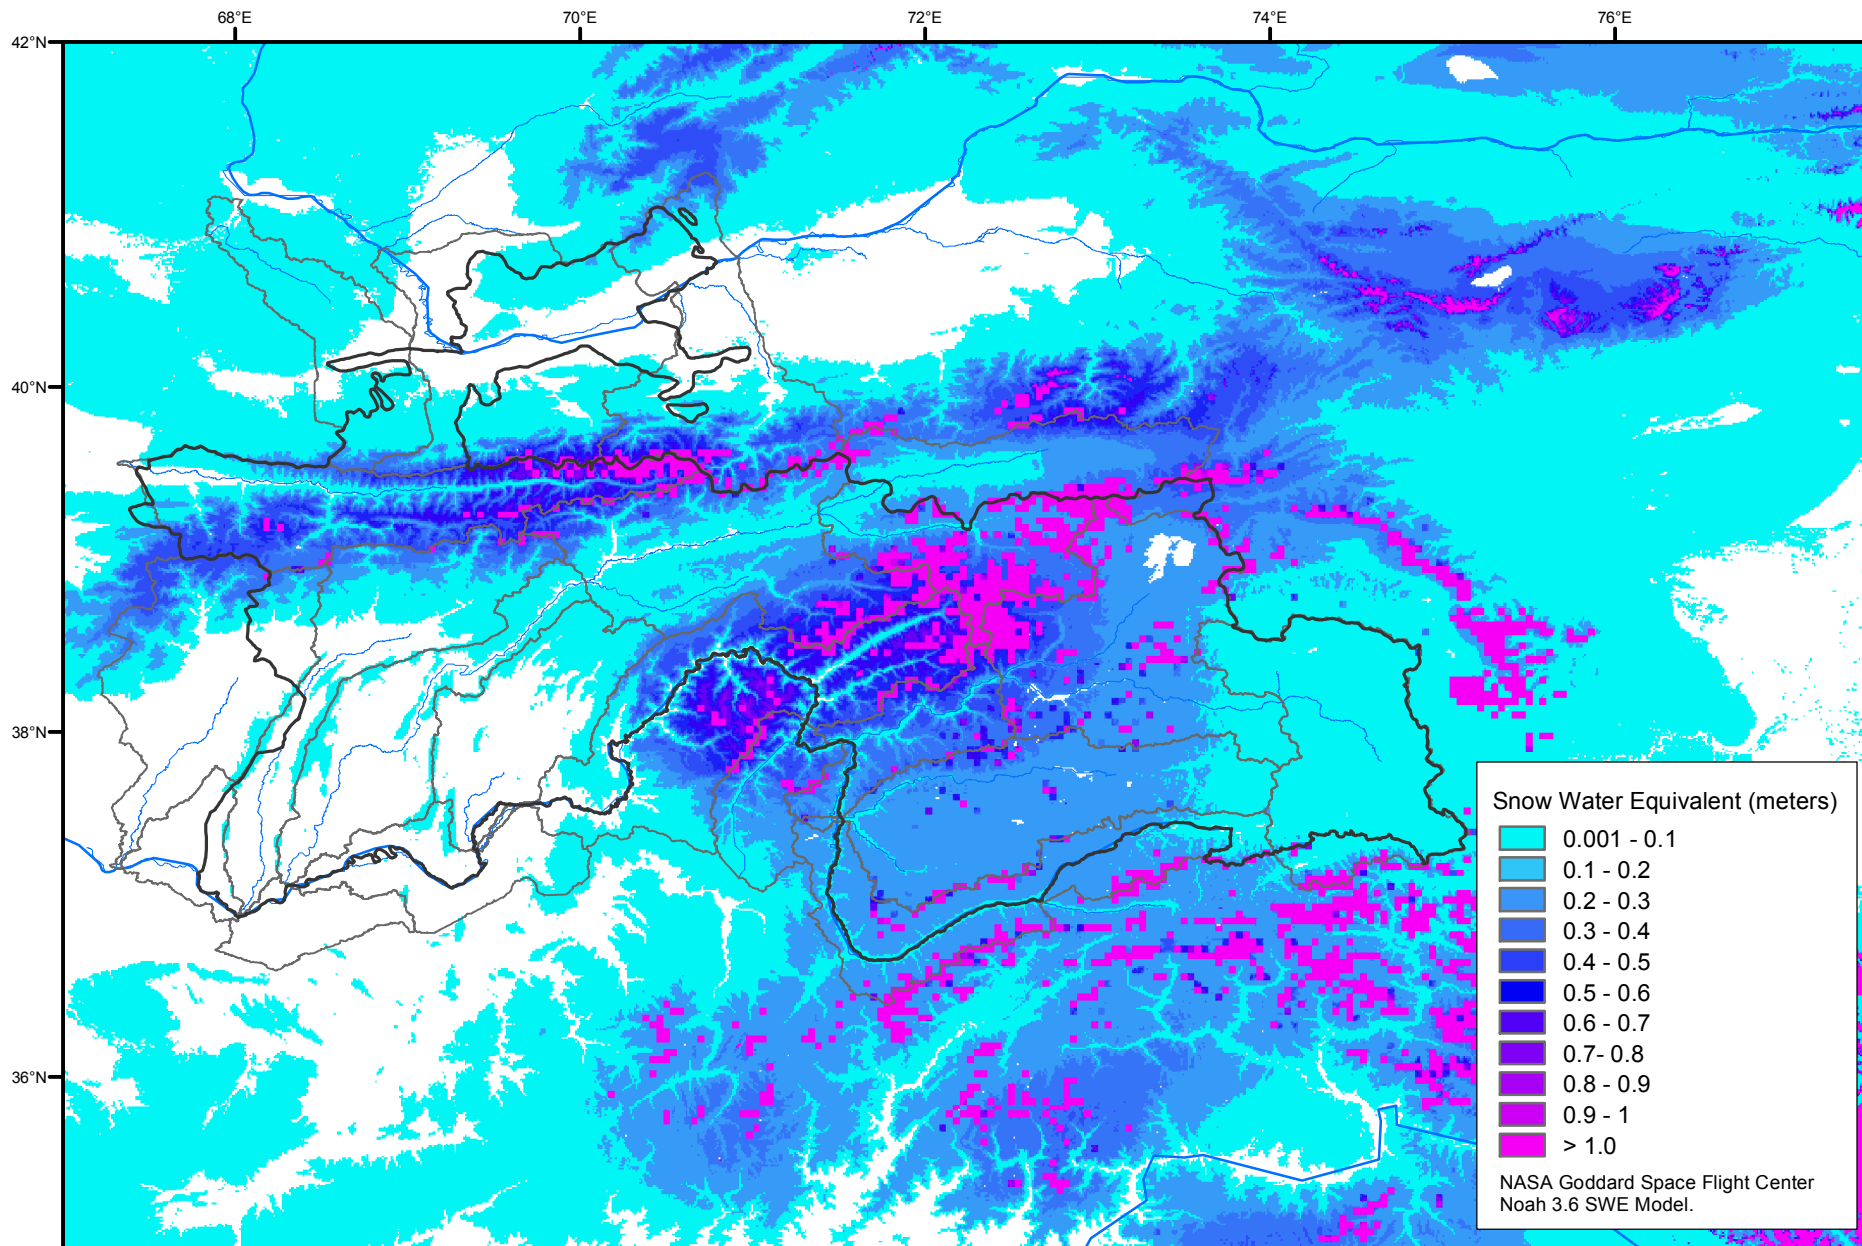 68°E 70°E 72°E 74°E 76°E
42°N
40°N
38°N
36°N
Snow Water Equivalent (meters)
0.001 - 0.1
0.1 - 0.2
0.2 - 0.3
0.3 - 0.4
0.4 - 0.5
0.5 - 0.6
0.6 - 0.7
0.7- 0.8
0.8 - 0.9
0.9 - 1
> 1.0
NASA Goddard Space Flight Center
Noah 3.6 SWE Model.